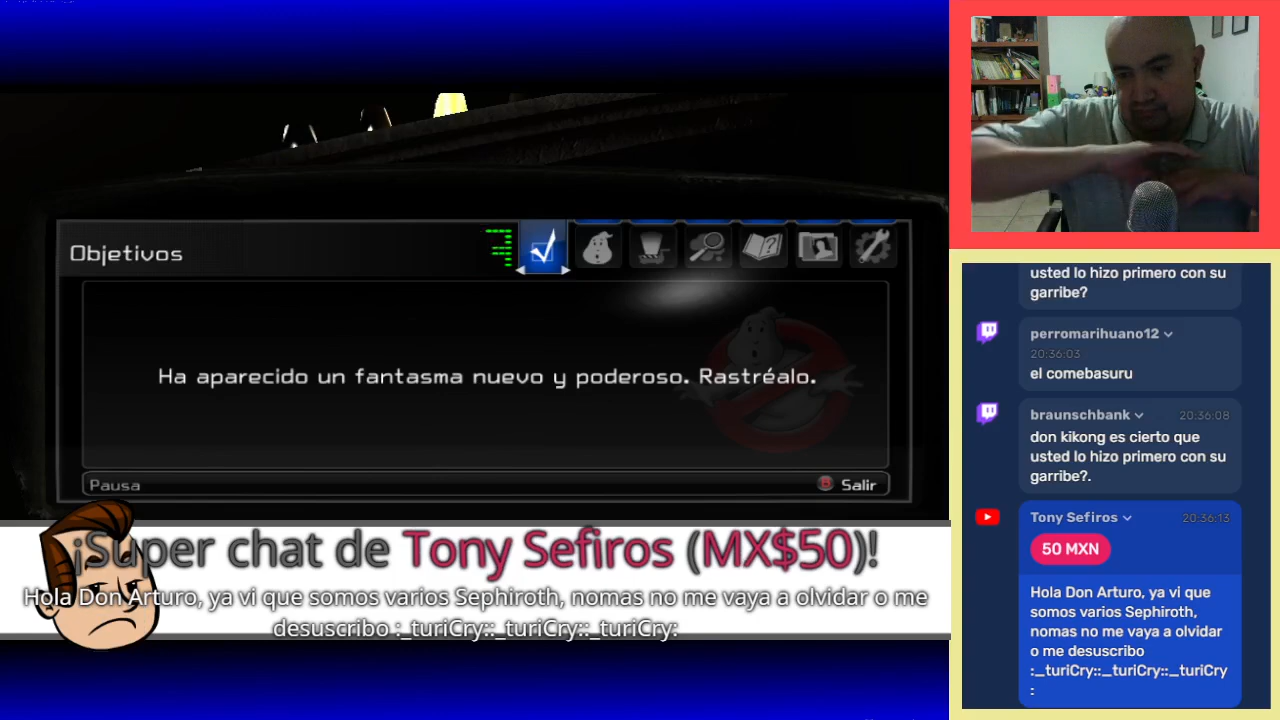 Objetivos
Ha aparecido un fantasma nuevo y poderoso. Rastréalo.
Pausa
B Salir
¡Super chat de Tony Sefiros (MX$50)!
Hola Don Arturo, ya vi que somos varios Sephiroth, nomas no me vaya a olvidar o me
desuscribo :_turiCry::_turiCry::_turiCry:
usted lo hizo primero con su
garribe?
perromarihuano12
20:36:03
el comebasuru
braunschbank 20:36:08
don kikong es cierto que
usted lo hizo primero con su
garribe?.
Tony Sefiros 20:36:13
50 MXN
Hola Don Arturo, ya vi que
somos varios Sephiroth,
nomas no me vaya a olvidar
o me desuscribo
:_turiCry::_turiCry::_turiCry
: